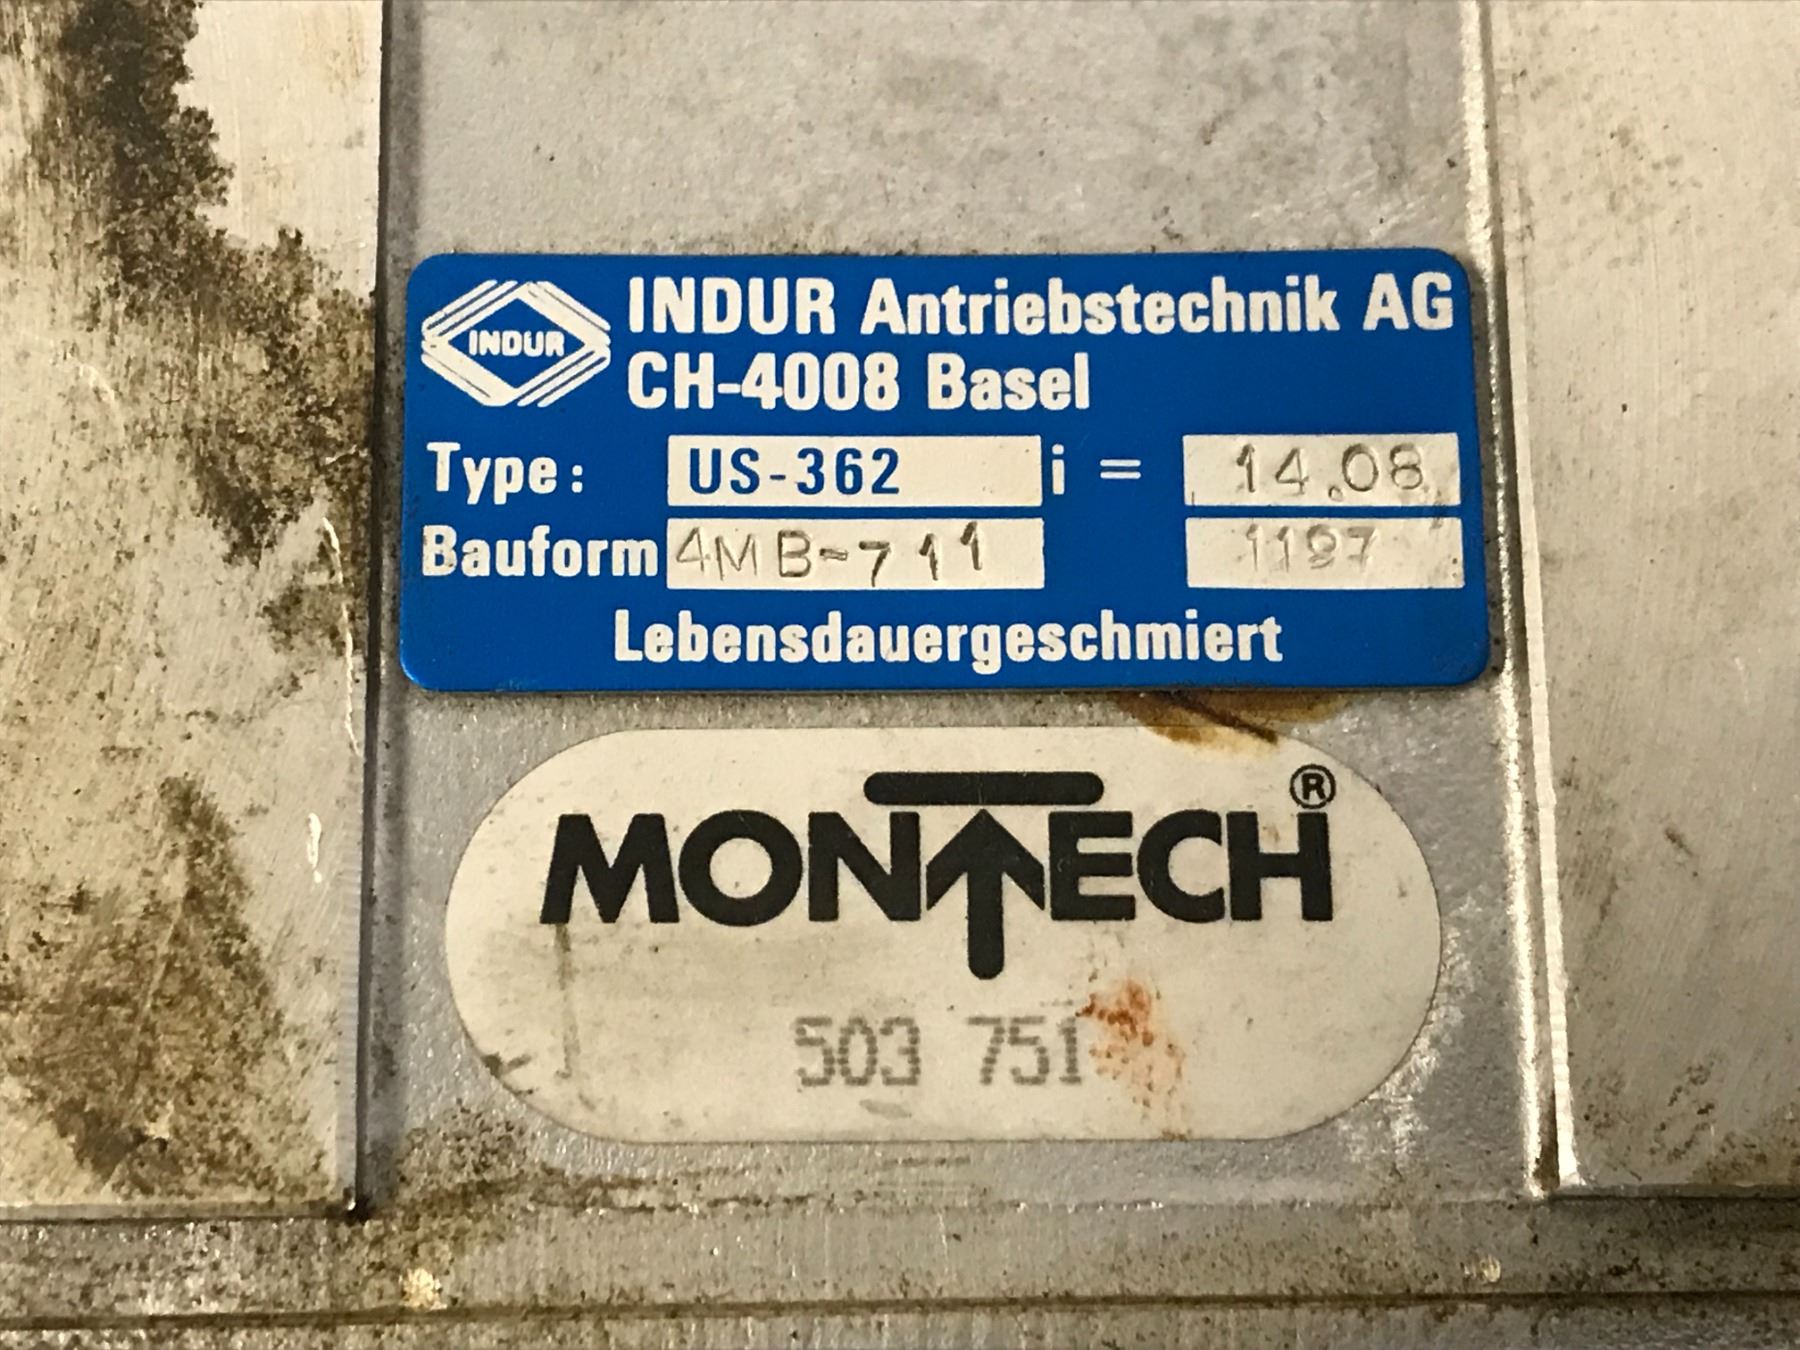 INDUR
INDUR Antriebstechnik AG
CH-4008 Basel
Type: US-362 i = 14.08
Bauform 4MB-711 1197
Lebensdauergeschmiert
MONTECH®
503 751